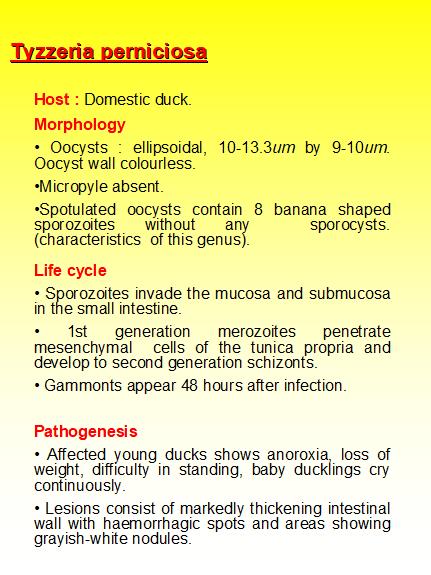 Tyzzeria perniciosa
Host : Domestic duck.
Morphology
• Oocysts : ellipsoidal, 10-13.3um by 9-10um.
Oocyst wall colourless.
•Micropyle absent.
•Spotulated oocysts contain 8 banana shaped
sporozoites without any sporocysts.
(characteristics of this genus).
Life cycle
• Sporozoites invade the mucosa and submucosa
in the small intestine.
• 1st generation merozoites penetrate
mesenchymal cells of the tunica propria and
develop to second generation schizonts.
• Gammonts appear 48 hours after infection.
Pathogenesis
• Affected young ducks shows anoroxia, loss of
weight, difficulty in standing, baby ducklings cry
continuously.
• Lesions consist of markedly thickening intestinal
wall with haemorrhagic spots and areas showing
grayish-white nodules.